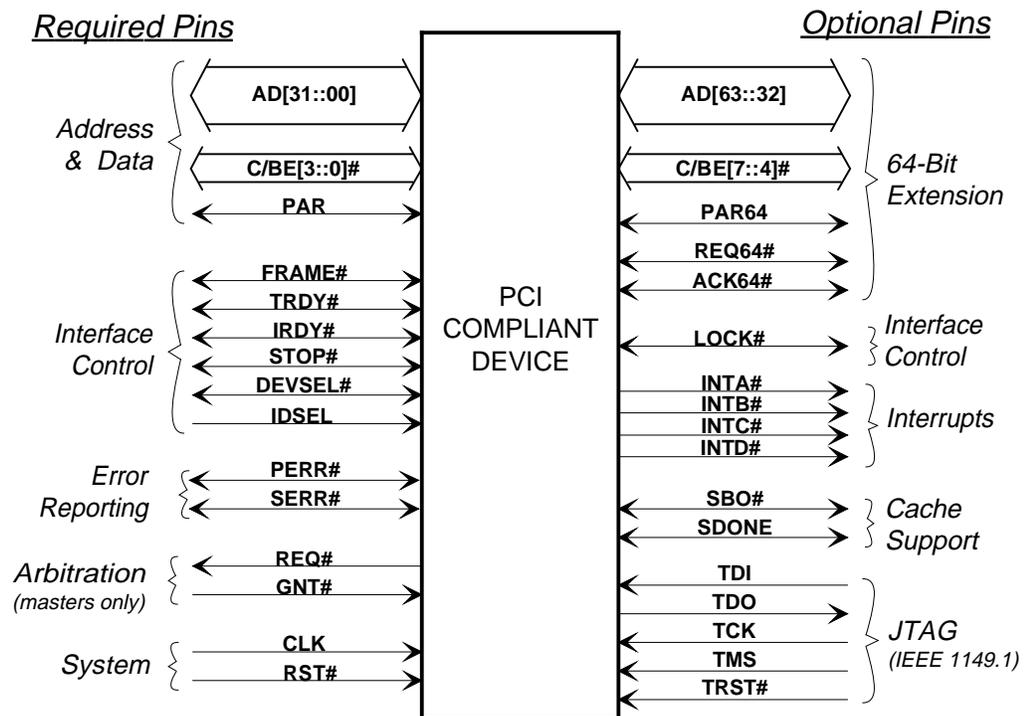 Required Pins
Optional Pins
AD[31::00]
Address
& Data
C/BE[3::0]#
PAR
FRAME#
TRDY#
Interface
Control
IRDY#
STOP#
DEVSEL#
IDSEL
Error
Reporting
PERR#
SERR#
Arbitration
(masters only)
REQ#
GNT#
System
CLK
RST#
PCI
COMPLIANT
DEVICE
AD[63::32]
C/BE[7::4]#
64-Bit
Extension
PAR64
REQ64#
ACK64#
LOCK#
Interface
Control
INTA#
INTB#
INTC#
INTD#
Interrupts
SBO#
SDONE
Cache
Support
TDI
TDO
TCK
TMS
TRST#
JTAG
(IEEE 1149.1)